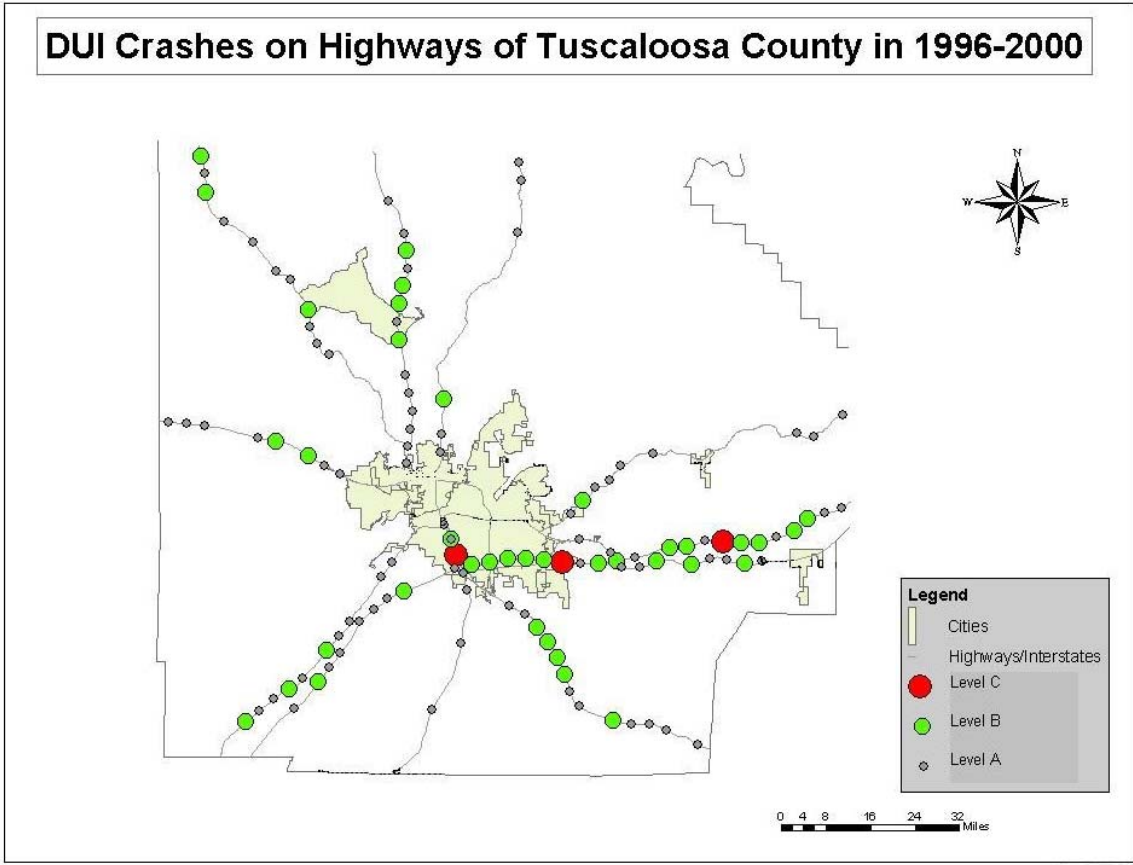 DUI Crashes on Highways of Tuscaloosa County in 1996-2000
N
W
E
S
Legend
Cities
Highways/Interstates
Level C
Level B
Level A
0 4 8 16 24 32
Miles